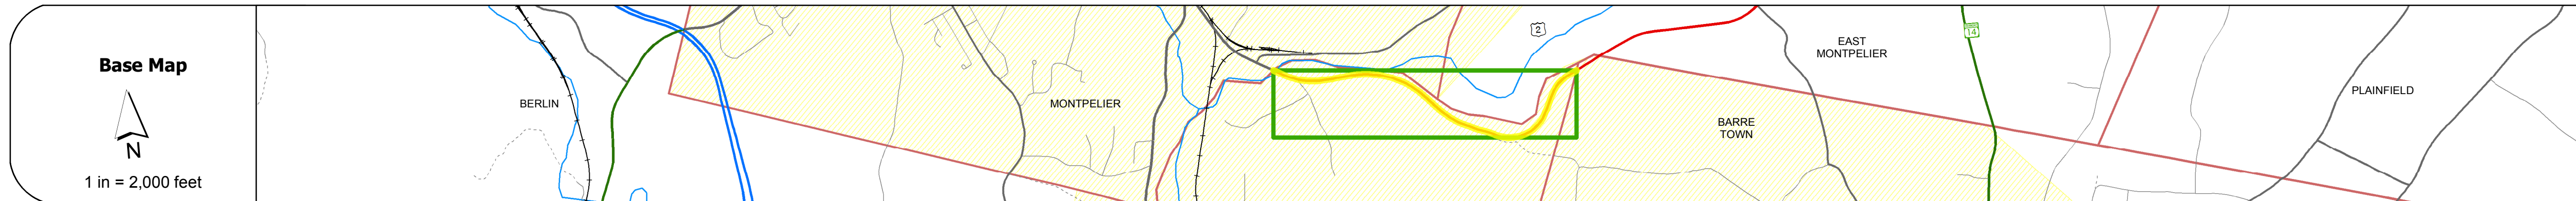 Base Map
N
1 in = 2,000 feet
BERLIN
MONTPELIER
2
EAST
MONTPELIER
BARRE
TOWN
14
PLAINFIELD